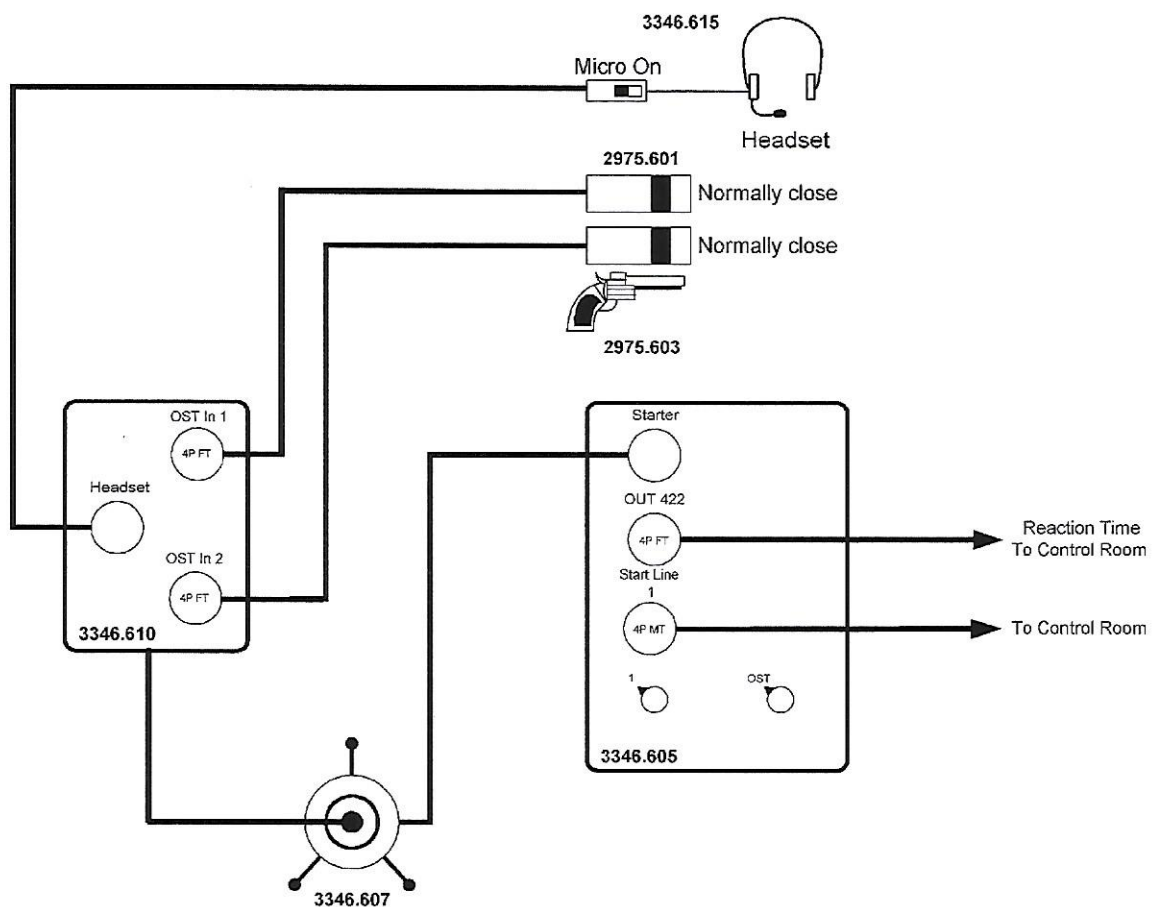 3346.615
Micro On
Headset
2975.601
Normally close
Normally close
2975.603
OST In 1
4P FT
Headset
OST In 2
4P FT
3346.610
Starter
OUT 422
4P FT
Reaction Time
To Control Room
Start Line
1
4P MT
To Control Room
1
OST
3346.605
3346.607